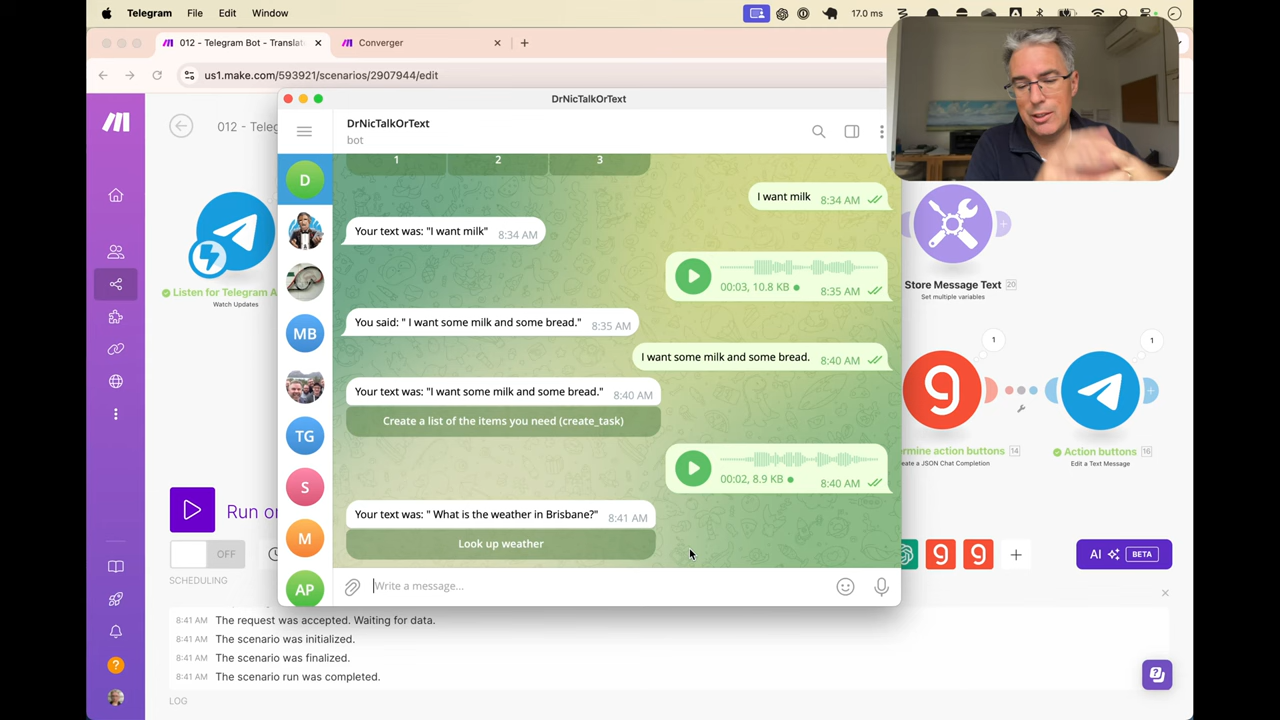 Telegram File Edit Window 17.0 ms
012 - Telegram Bot - Translat
Converger
us1.make.com/593921/scenarios/2907944/edit
DrNicTalkOrText
DrNicTalkOrText
bot
012 - Teleg
1 2 3
I want milk 8:34 AM
Your text was: "I want milk" 8:34 AM
00:03, 10.8 KB 8:35 AM
You said: " I want some milk and some bread." 8:35 AM
I want some milk and some bread. 8:40 AM
Your text was: "I want some milk and some bread." 8:40 AM
Create a list of the items you need (create_task)
00:02, 8.9 KB 8:40 AM
Your text was: " What is the weather in Brisbane?" 8:41 AM
Look up weather
Write a message...
D
MB
TG
S
M
AP
Listen for Telegram A
Watch Updates
Store Message Text 20
Set multiple variables
1
1
g
ermine action buttons 14
eate a JSON Chat Completion
Action buttons 16
Edit a Text Message
Run on
OFF
SCHEDULING
g g
AI BETA
8:41 AM The request was accepted. Waiting for data.
8:41 AM The scenario was initialized.
8:41 AM The scenario was finalized.
8:41 AM The scenario run was completed.
LOG